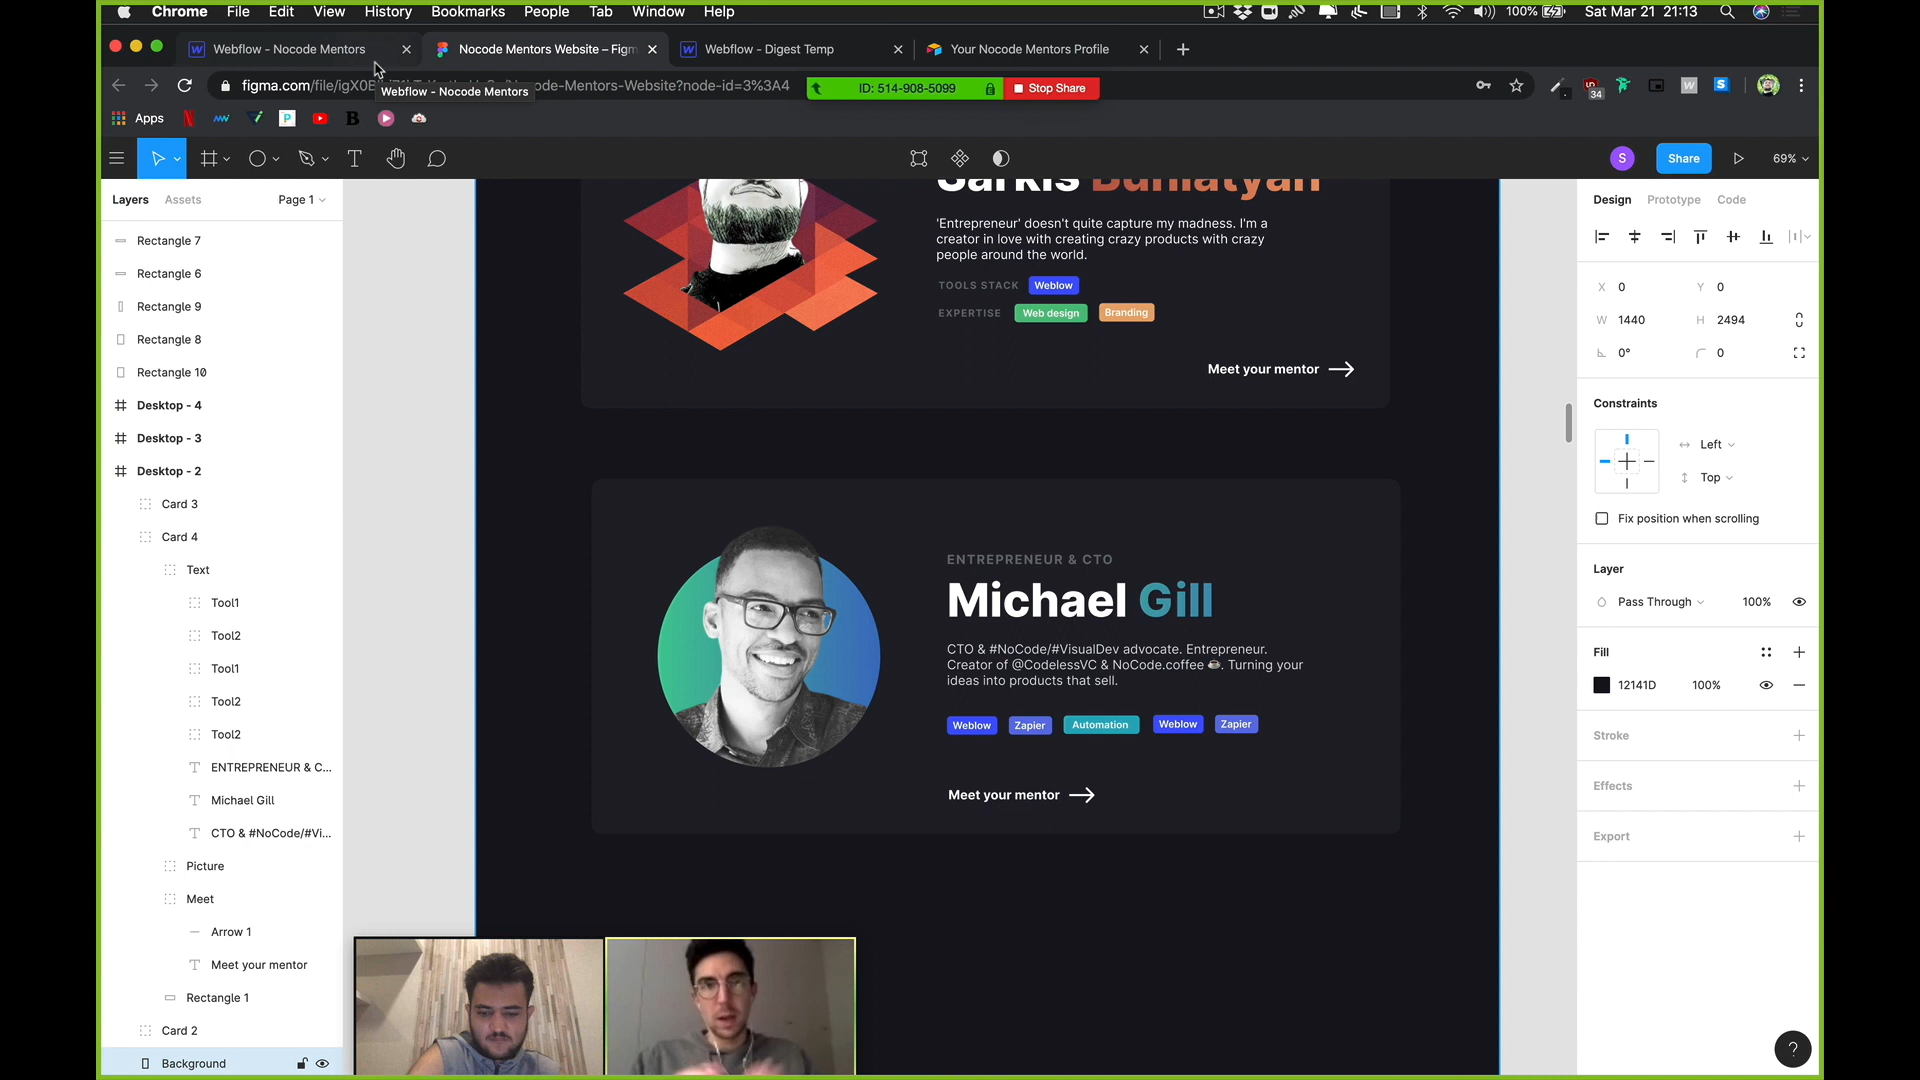 Chrome File Edit View History Bookmarks People Tab Window Help 100% Sat Mar 21 21:13
Webflow - Nocode Mentors Nocode Mentors Website – Figm Webflow - Digest Temp Your Nocode Mentors Profile
figma.com/file/ de-Mentors-Website?node-id=3%3A4 ID: 514-908-5099 Stop Share 34
Webflow - Nocode Mentors
Apps
S Share 69%
Layers Assets Page 1
Rectangle 7
Rectangle 6
Rectangle 9
Rectangle 8
Rectangle 10
Desktop - 4
Desktop - 3
Desktop - 2
Card 3
Card 4
Text
Tool1
Tool2
Tool1
Tool2
Tool2
ENTREPRENEUR & C...
Michael Gill
CTO & #NoCode/#Vi...
Picture
Meet
Arrow 1
Meet your mentor
Rectangle 1
Card 2
Background
Sarkis Buniatyan
'Entrepreneur' doesn't quite capture my madness. I'm a
creator in love with creating crazy products with crazy
people around the world.
TOOLS STACK Weblow
EXPERTISE Web design Branding
Meet your mentor
ENTREPRENEUR & CTO
Michael Gill
CTO & #NoCode/#VisualDev advocate. Entrepreneur.
Creator of @CodelessVC & NoCode.coffee ☕. Turning your
ideas into products that sell.
Weblow Zapier Automation Weblow Zapier
Meet your mentor
Design Prototype Code
X 0 Y 0
W 1440 H 2494
0° 0
Constraints
Left
Top
Fix position when scrolling
Layer
Pass Through 100%
Fill
12141D 100%
Stroke
Effects
Export
?